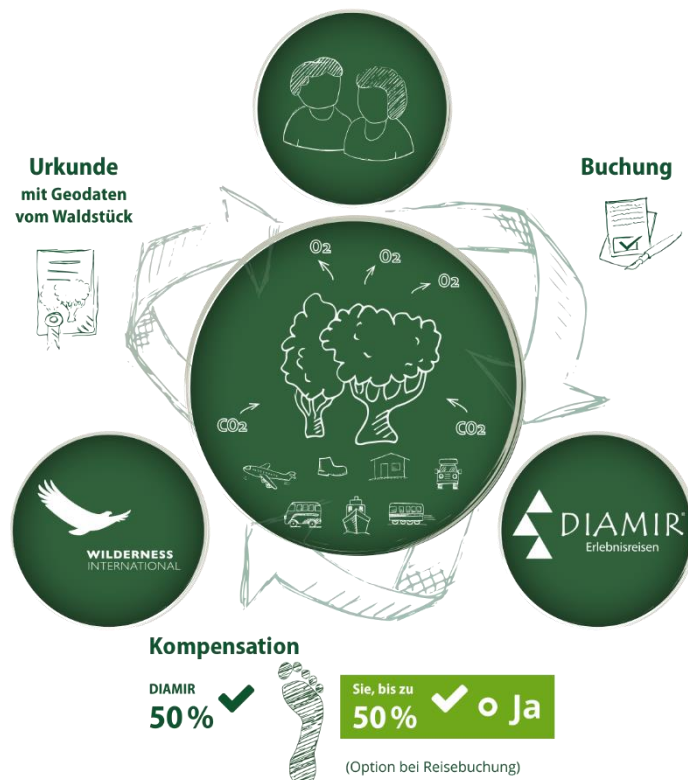 Urkunde
mit Geodaten
vom Waldstück
Buchung
O2
O2
O2
CO2
CO2
WILDERNESS
INTERNATIONAL
DIAMIR®
Erlebnisreisen
Kompensation
DIAMIR
50 %
Sie, bis zu
50 %
Ja
(Option bei Reisebuchung)